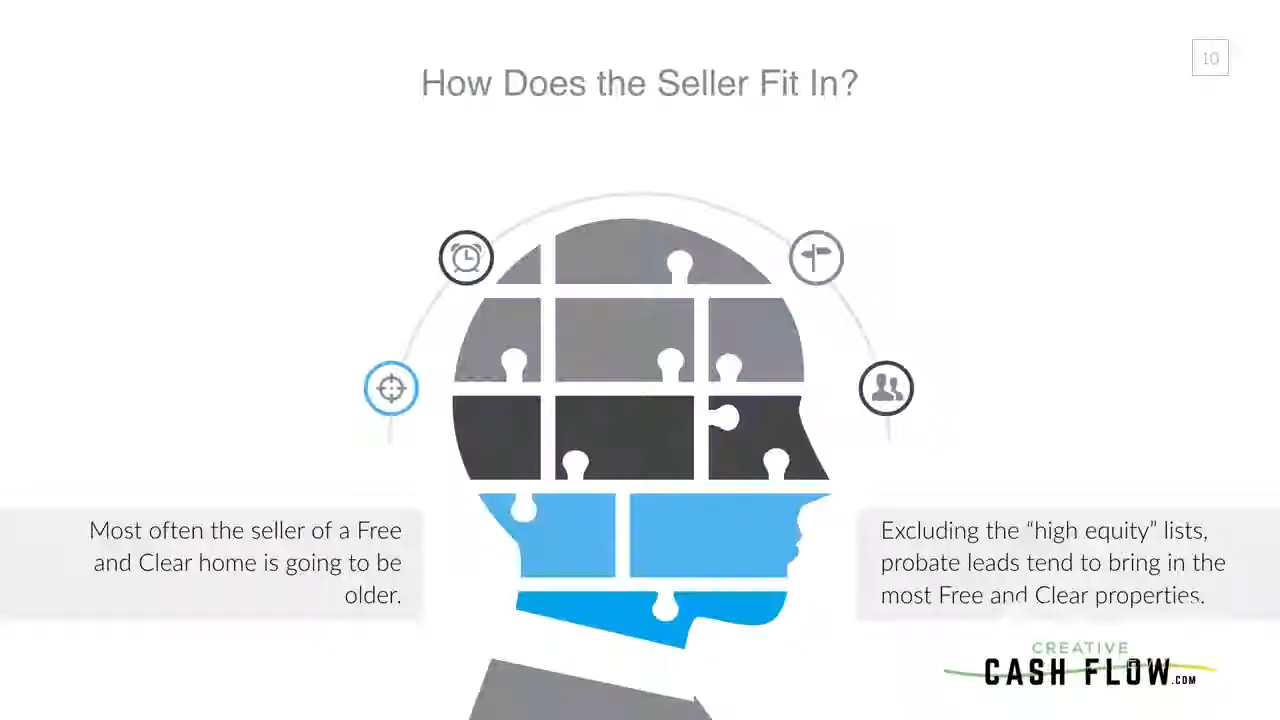 10
How Does the Seller Fit In?
Most often the seller of a Free
and Clear home is going to be
older.
Excluding the “high equity” lists,
probate leads tend to bring in the
most Free and Clear properties.
CREATIVE
CASH FLOW.COM